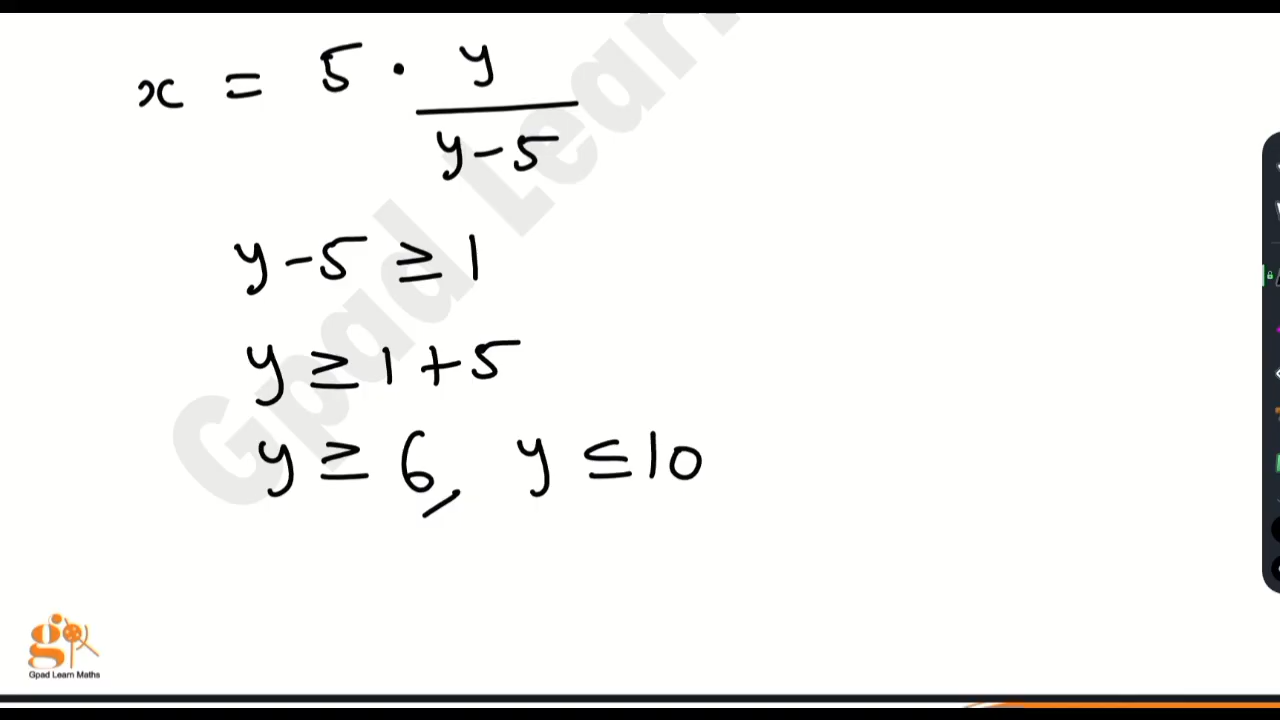 x = 5 · y
y - 5
y - 5 ≥ 1
y ≥ 1 + 5
y ≥ 6, y ≤ 10
Gpad Learn
g
Gpad Learn Maths